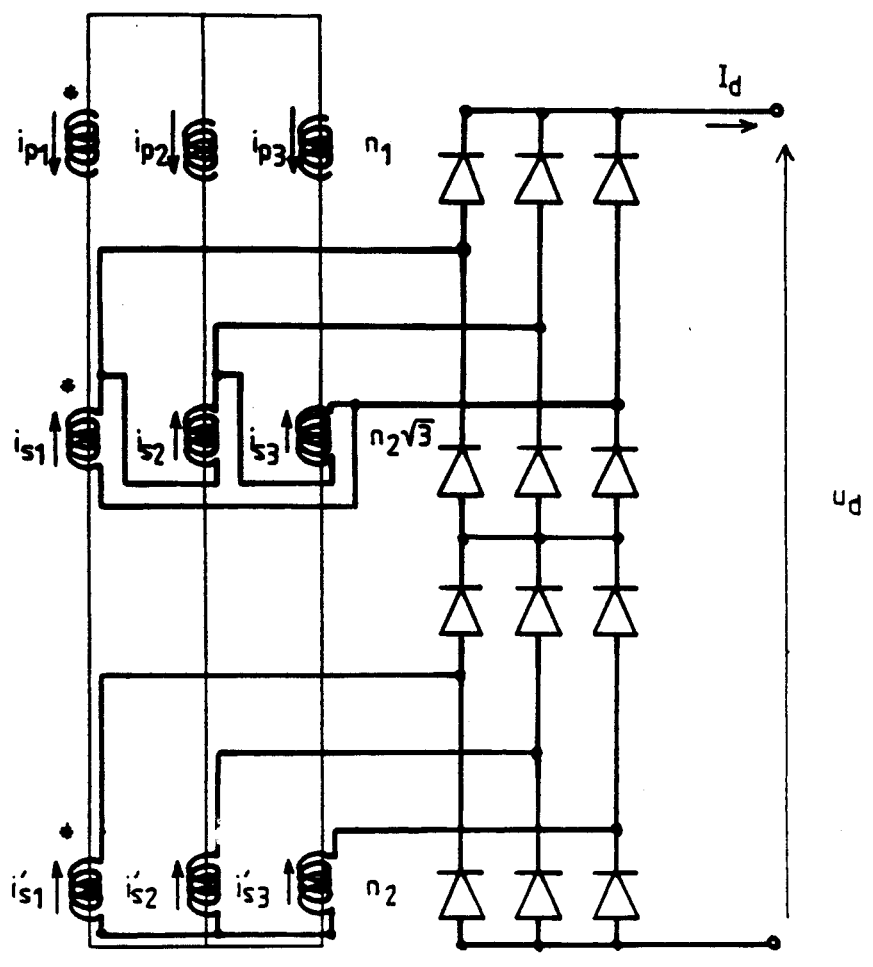 I_d
*
i_p1 i_p2 i_p3 n_1
*
i_s1 i_s2 i_s3 n_2√3
u_d
*
i'_s1 i'_s2 i'_s3 n_2